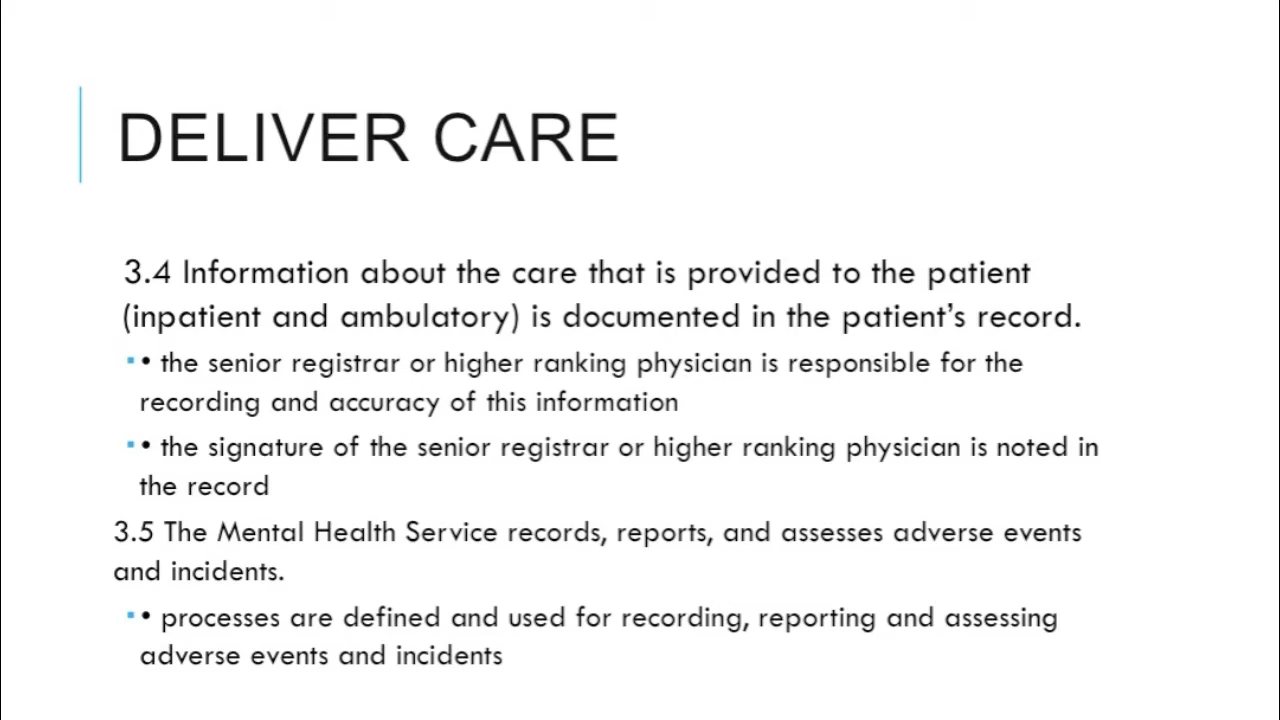 DELIVER CARE
3.4 Information about the care that is provided to the patient
(inpatient and ambulatory) is documented in the patient’s record.
▪ • the senior registrar or higher ranking physician is responsible for the
recording and accuracy of this information
▪ • the signature of the senior registrar or higher ranking physician is noted in
the record
3.5 The Mental Health Service records, reports, and assesses adverse events
and incidents.
▪ • processes are defined and used for recording, reporting and assessing
adverse events and incidents